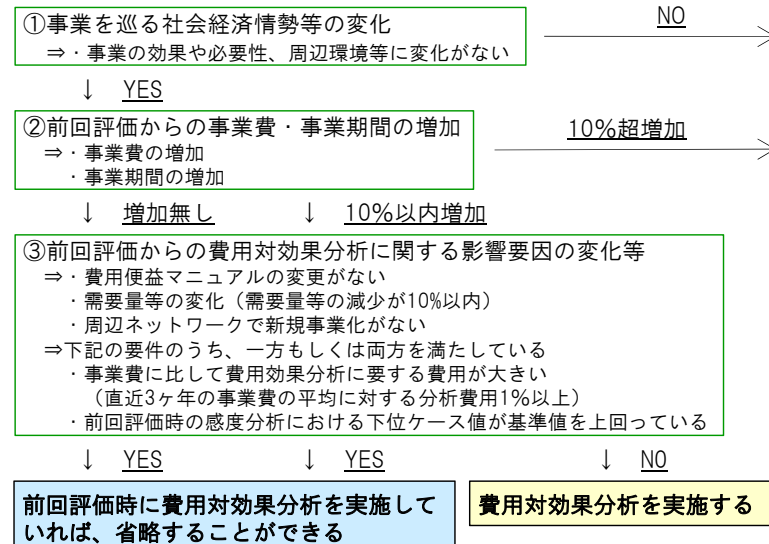 ①事業を巡る社会経済情勢等の変化
⇒・事業の効果や必要性、周辺環境等に変化がない
NO
↓ YES
②前回評価からの事業費・事業期間の増加
⇒・事業費の増加
・事業期間の増加
10%超増加
↓ 増加無し ↓ 10%以内増加
③前回評価からの費用対効果分析に関する影響要因の変化等
⇒・費用便益マニュアルの変更がない
・需要量等の変化（需要量等の減少が10%以内）
・周辺ネットワークで新規事業化がない
⇒下記の要件のうち、一方もしくは両方を満たしている
・事業費に比して費用効果分析に要する費用が大きい
（直近3ヶ年の事業費の平均に対する分析費用1%以上）
・前回評価時の感度分析における下位ケース値が基準値を上回っている
↓ YES ↓ YES ↓ NO
前回評価時に費用対効果分析を実施して
いれば、省略することができる
費用対効果分析を実施する